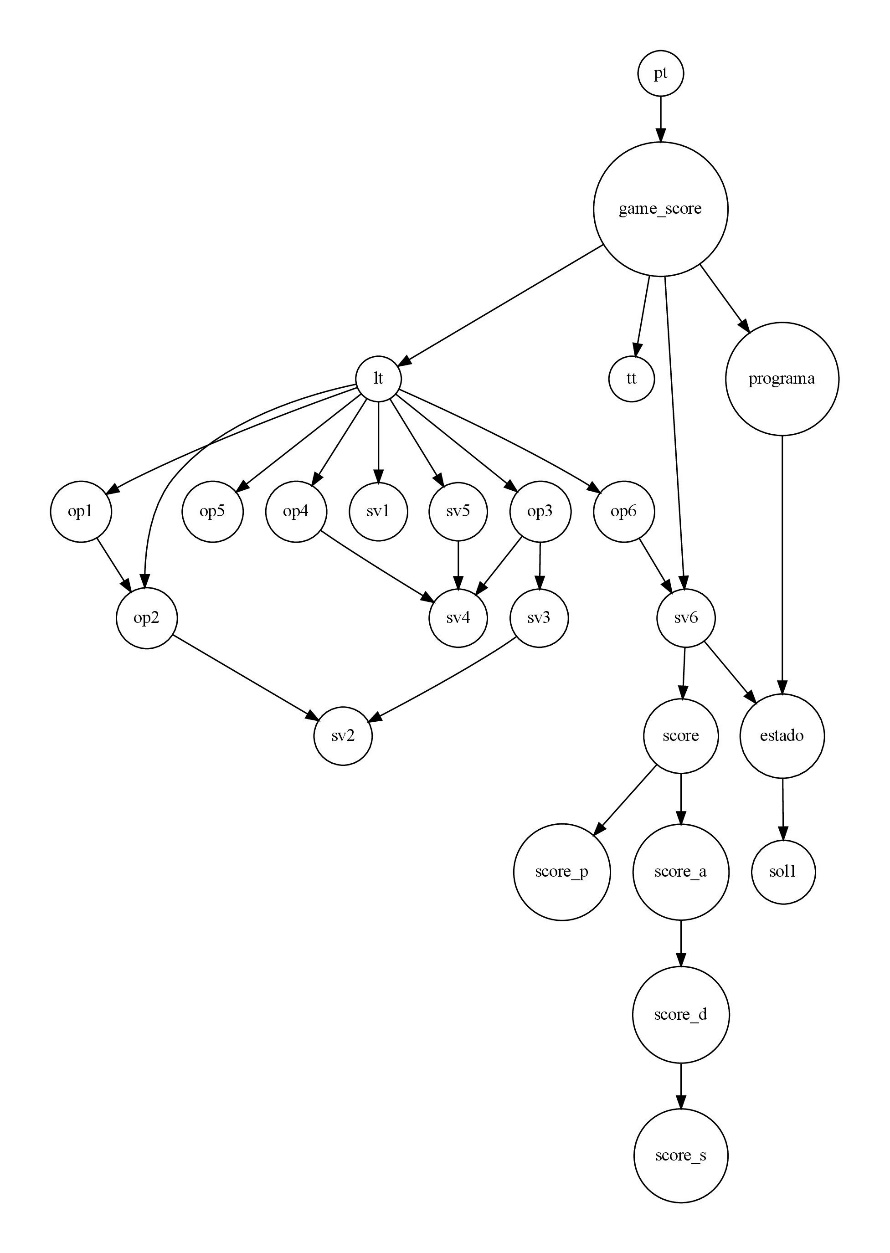 pt
game_score
lt
tt
programa
op1
op5
op4
sv1
sv5
op3
op6
op2
sv4
sv3
sv6
sv2
score
estado
score_p
score_a
sol1
score_d
score_s